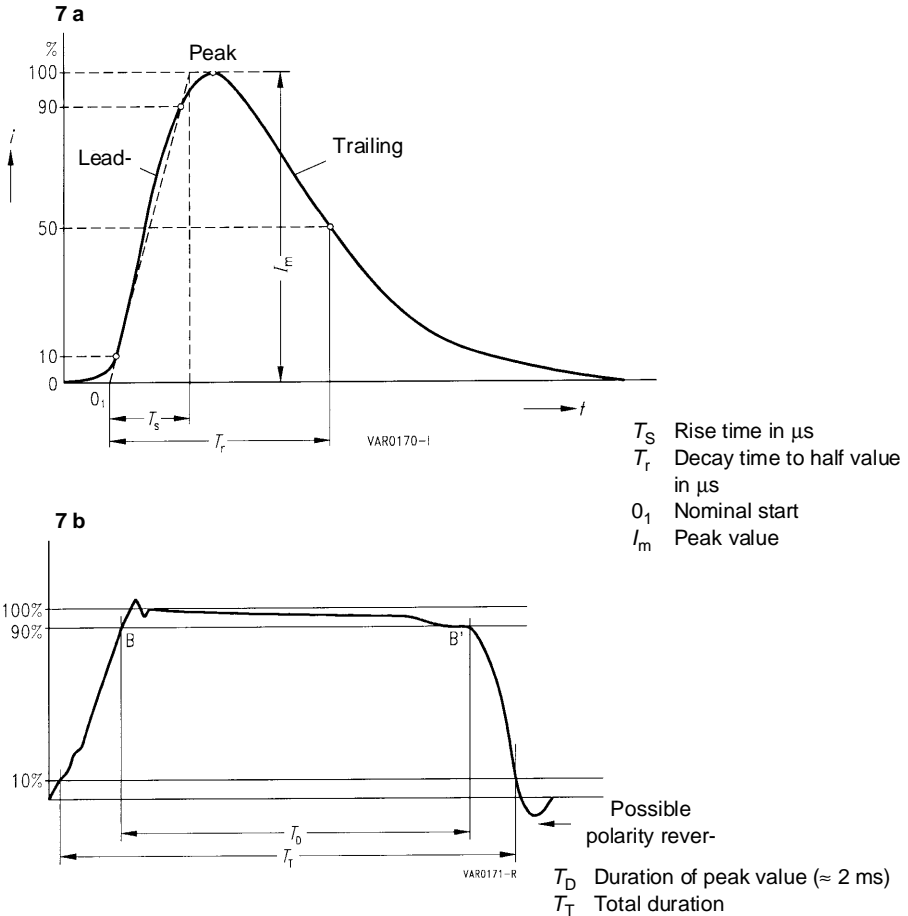 7 a
%
Peak
100
90
i
Lead-
Trailing
50
I_m
10
0
0_1
T_s
t
T_r
VAR0170-I
T_S Rise time in μs
T_r Decay time to half value
in μs
0_1 Nominal start
I_m Peak value
7 b
100%
90%
B
B'
10%
Possible
polarity rever-
T_D
T_T
VAR0171-R
T_D Duration of peak value (≈ 2 ms)
T_T Total duration